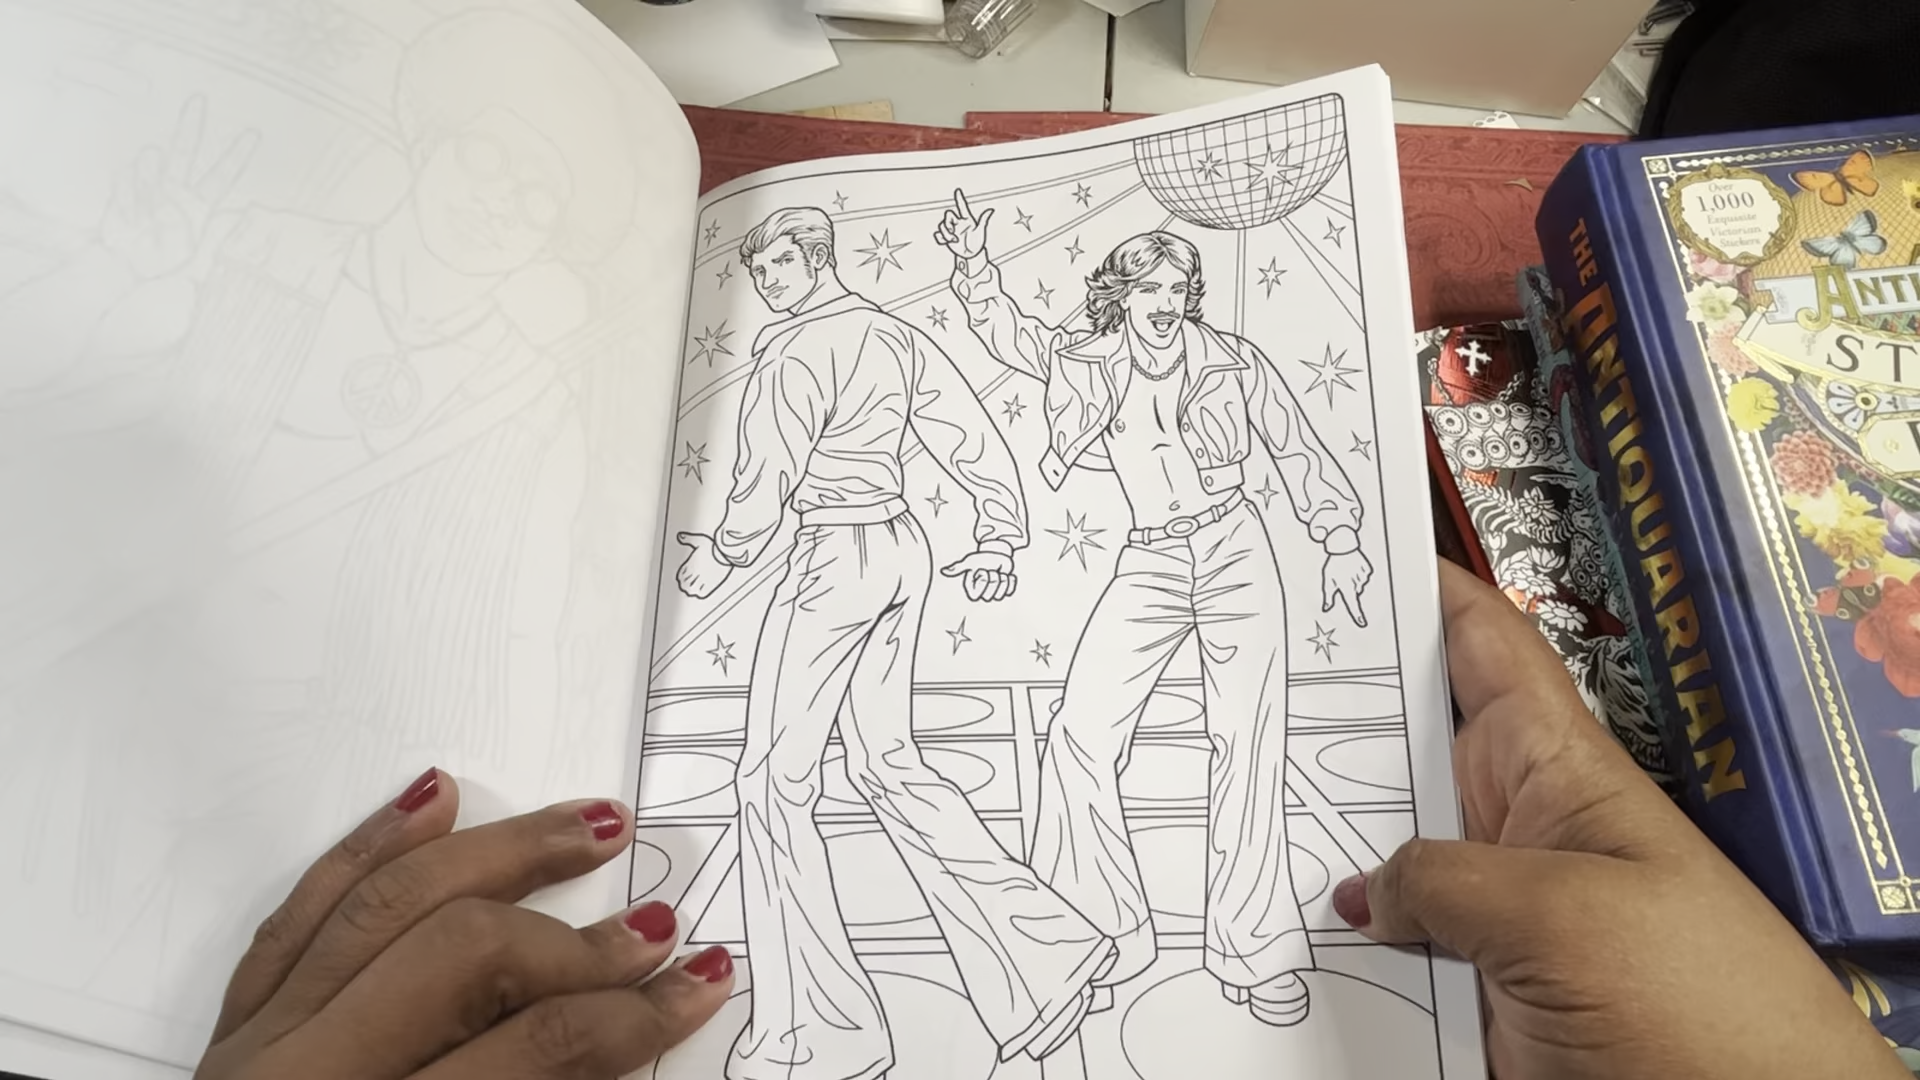 Over
1,000
Exquisite
Victorian
Stickers
THE ANTIQUARIAN
ANTI
ST